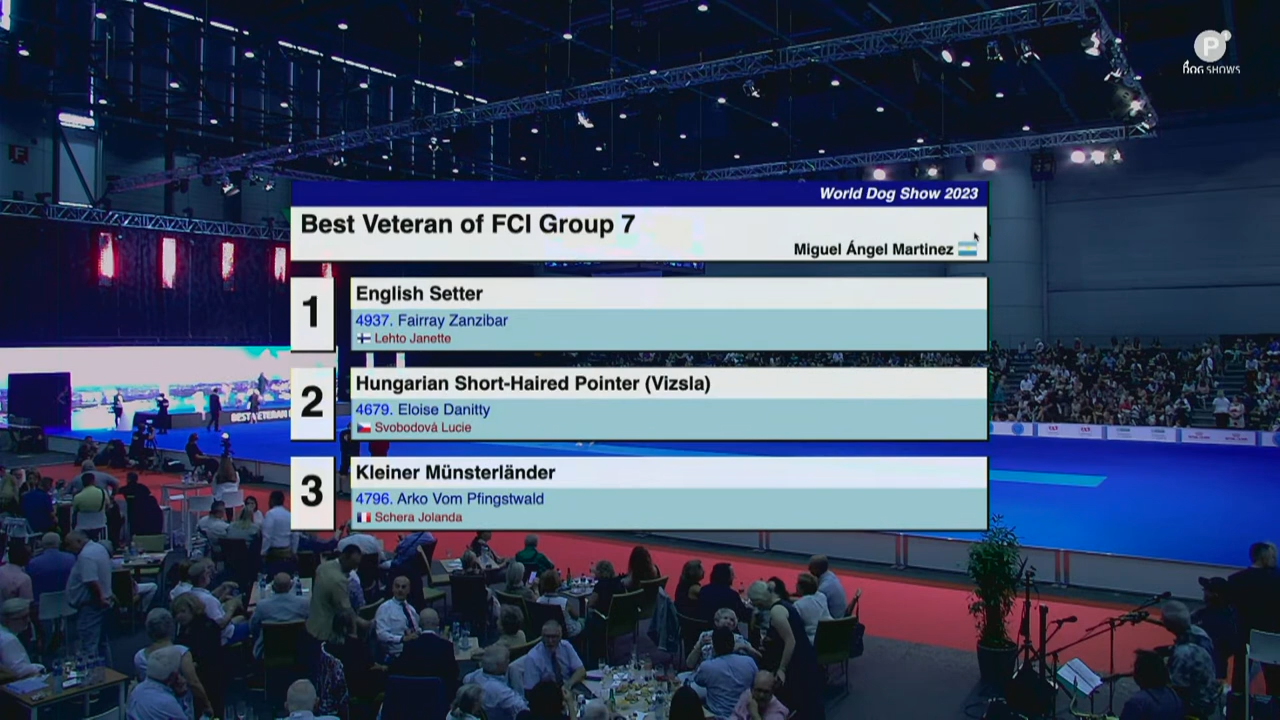 P
DOG SHOWS
F
World Dog Show 2023
Best Veteran of FCI Group 7
Miguel Ángel Martinez
1
English Setter
4937. Fairray Zanzibar
Lehto Janette
2
Hungarian Short-Haired Pointer (Vizsla)
4679. Eloise Danitty
Svobodová Lucie
3
Kleiner Münsterländer
4796. Arko Vom Pfingstwald
Schera Jolanda
BEST VETERAN